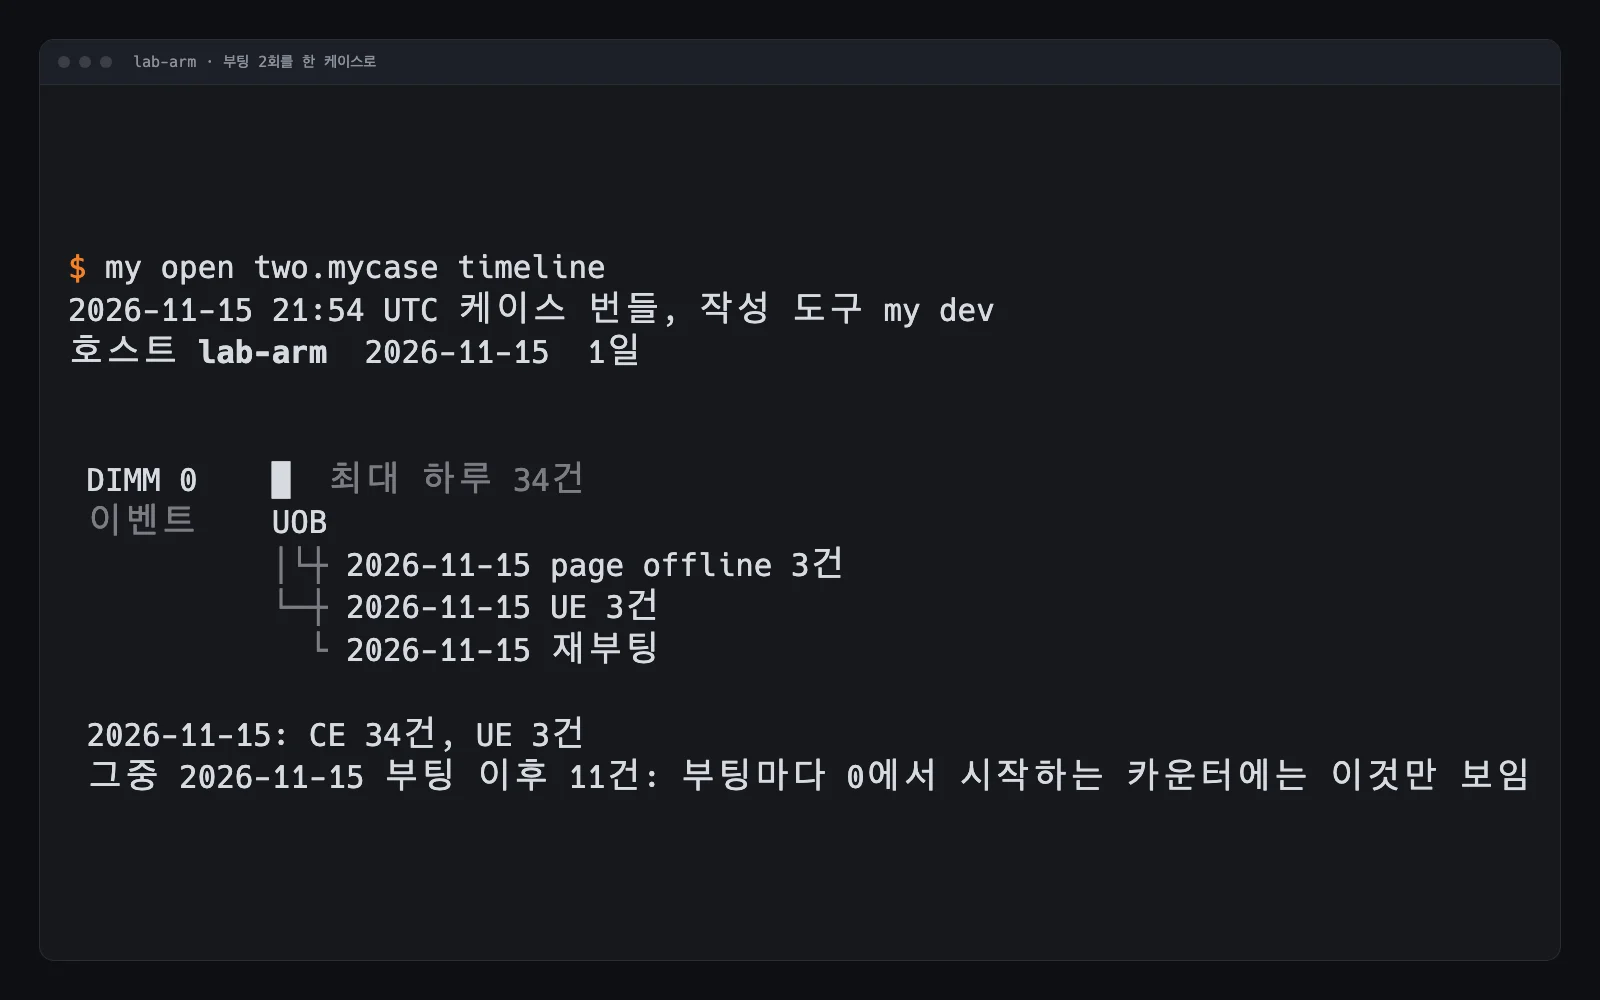 lab-arm · 부팅 2회를 한 케이스로
$ my open two.mycase timeline
2026-11-15 21:54 UTC 케이스 번들, 작성 도구 my dev
호스트 lab-arm  2026-11-15  1일
DIMM 0    █  최대 하루 34건
이벤트    UOB
│└┼ 2026-11-15 page offline 3건
└─┼ 2026-11-15 UE 3건
└ 2026-11-15 재부팅
2026-11-15: CE 34건, UE 3건
그중 2026-11-15 부팅 이후 11건: 부팅마다 0에서 시작하는 카운터에는 이것만 보임